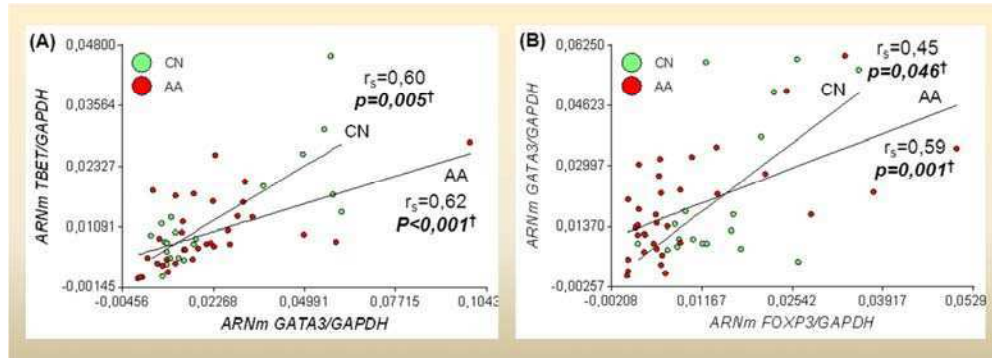 (A)
0,04800
0,03564
0,02327
0,01091
-0,00145
ARNm TBET/GAPDH
CN
AA
r_s=0,60
p=0,005†
CN
AA
r_s=0,62
P<0,001†
-0,00456 0,02268 0,04991 0,07715 0,1043
ARNm GATA3/GAPDH
(B)
0,06250
0,04623
0,02997
0,01370
-0,00257
ARNm GATA3/GAPDH
CN
AA
r_s=0,45
p=0,046†
CN
AA
r_s=0,59
p=0,001†
-0,00208 0,01167 0,02542 0,03917 0,0529
ARNm FOXP3/GAPDH